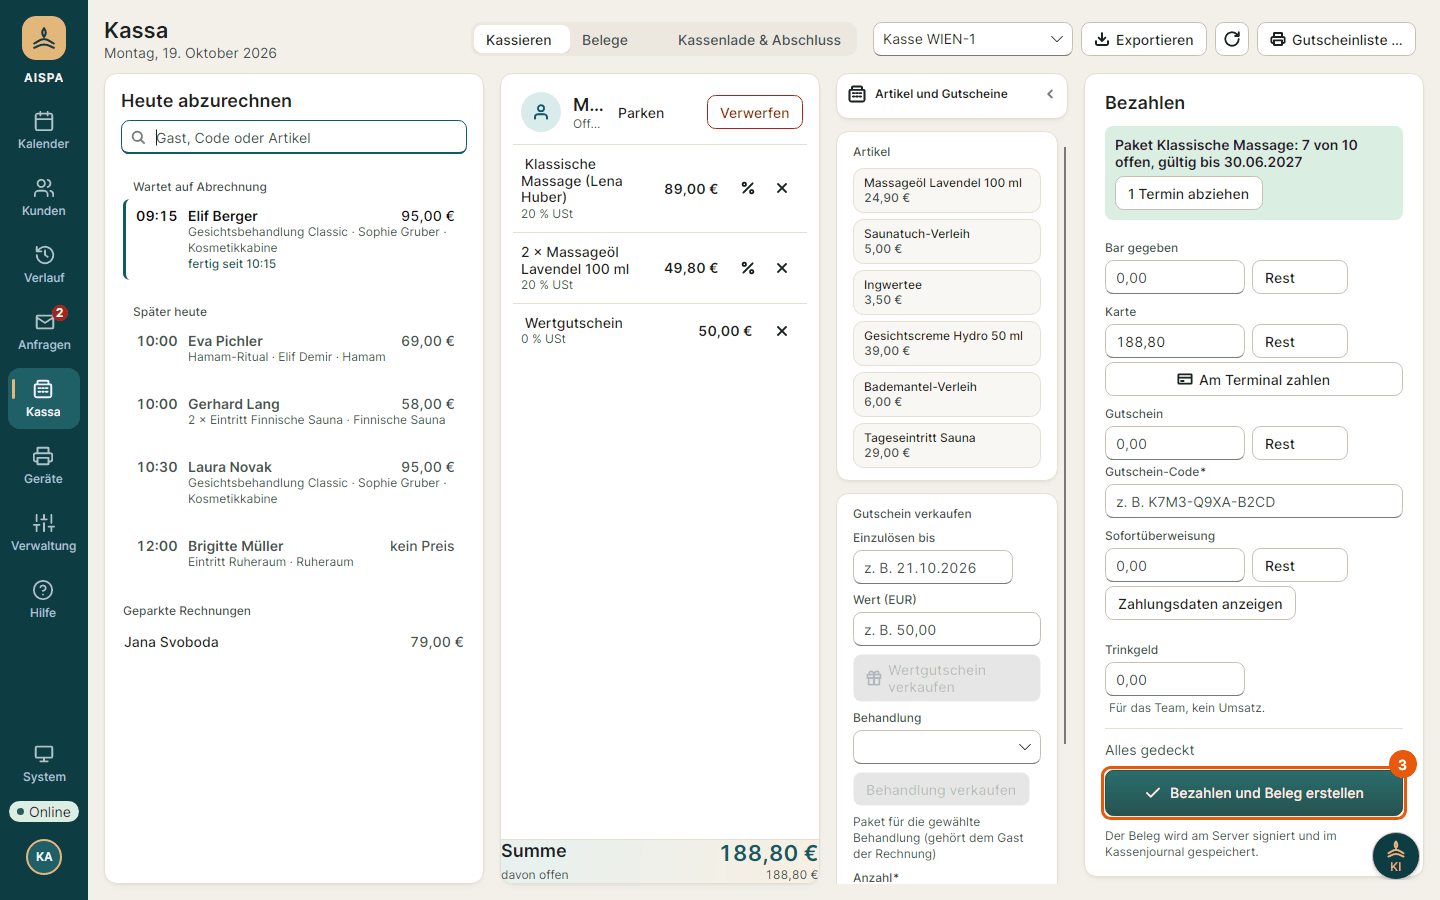 AISPA
Kalender
Kunden
Verlauf
2
Anfragen
Kassa
Geräte
Verwaltung
Hilfe
System
Online
KA
Kassa
Montag, 19. Oktober 2026
Kassieren
Belege
Kassenlade & Abschluss
Kasse WIEN-1
Exportieren
Gutscheinliste ...
Heute abzurechnen
Gast, Code oder Artikel
Wartet auf Abrechnung
09:15 Elif Berger 95,00 €
Gesichtsbehandlung Classic · Sophie Gruber ·
Kosmetikkabine
fertig seit 10:15
Später heute
10:00 Eva Pichler 69,00 €
Hamam-Ritual · Elif Demir · Hamam
10:00 Gerhard Lang 58,00 €
2 × Eintritt Finnische Sauna · Finnische Sauna
10:30 Laura Novak 95,00 €
Gesichtsbehandlung Classic · Sophie Gruber ·
Kosmetikkabine
12:00 Brigitte Müller kein Preis
Eintritt Ruheraum · Ruheraum
Geparkte Rechnungen
Jana Svoboda 79,00 €
M...
Off...
Parken
Verwerfen
Klassische
Massage (Lena
Huber)
20 % USt
89,00 €
2 × Massageöl
Lavendel 100 ml
20 % USt
49,80 €
Wertgutschein
0 % USt
50,00 €
Summe 188,80 €
davon offen 188,80 €
Artikel und Gutscheine
Artikel
Massageöl Lavendel 100 ml
24,90 €
Saunatuch-Verleih
5,00 €
Ingwertee
3,50 €
Gesichtscreme Hydro 50 ml
39,00 €
Bademantel-Verleih
6,00 €
Tageseintritt Sauna
29,00 €
Gutschein verkaufen
Einzulösen bis
z. B. 21.10.2026
Wert (EUR)
z. B. 50,00
Wertgutschein
verkaufen
Behandlung
Behandlung verkaufen
Paket für die gewählte
Behandlung (gehört dem Gast
der Rechnung)
Anzahl*
Bezahlen
Paket Klassische Massage: 7 von 10
offen, gültig bis 30.06.2027
1 Termin abziehen
Bar gegeben
0,00 Rest
Karte
188,80 Rest
Am Terminal zahlen
Gutschein
0,00 Rest
Gutschein-Code*
z. B. K7M3-Q9XA-B2CD
Sofortüberweisung
0,00 Rest
Zahlungsdaten anzeigen
Trinkgeld
0,00
Für das Team, kein Umsatz.
Alles gedeckt
3
Bezahlen und Beleg erstellen
Der Beleg wird am Server signiert und im
Kassenjournal gespeichert.
KI